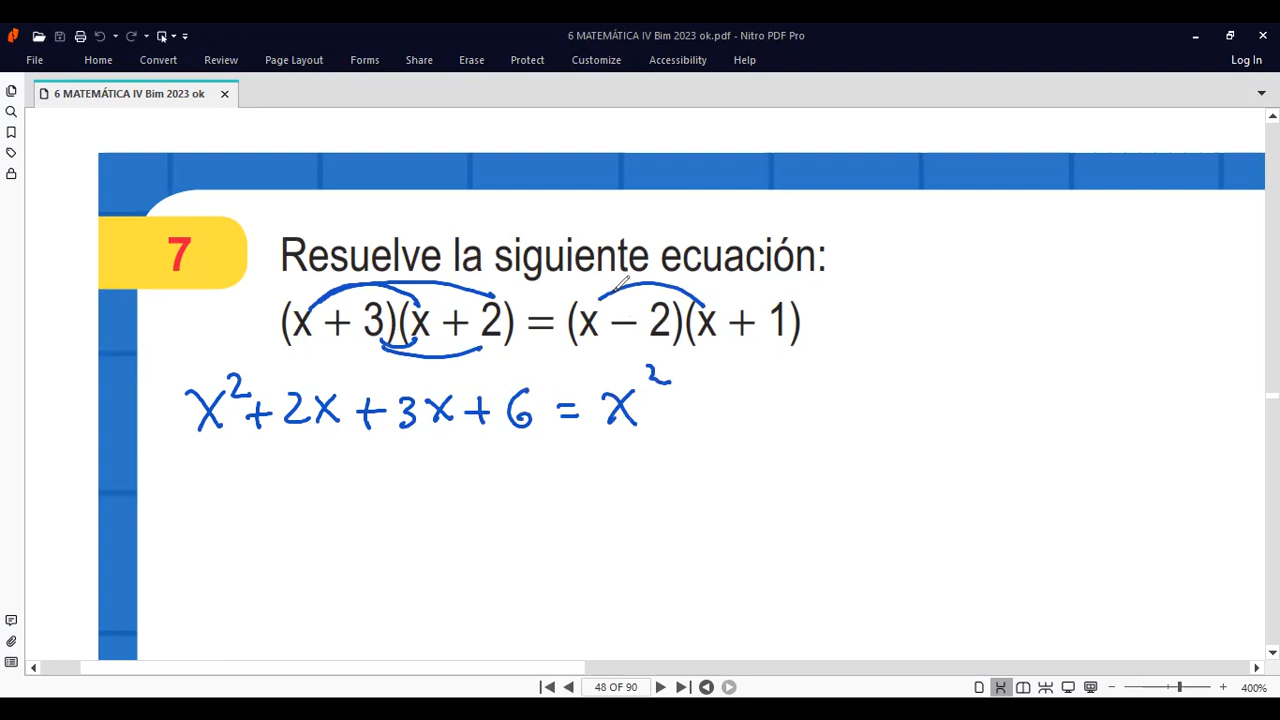 6 MATEMÁTICA IV Bim 2023 ok.pdf - Nitro PDF Pro
File Home Convert Review Page Layout Forms Share Erase Protect Customize Accessibility Help Log In
6 MATEMÁTICA IV Bim 2023 ok
7 Resuelve la siguiente ecuación:
(x + 3)(x + 2) = (x − 2)(x + 1)
x² + 2x + 3x + 6 = x²
48 OF 90 400%